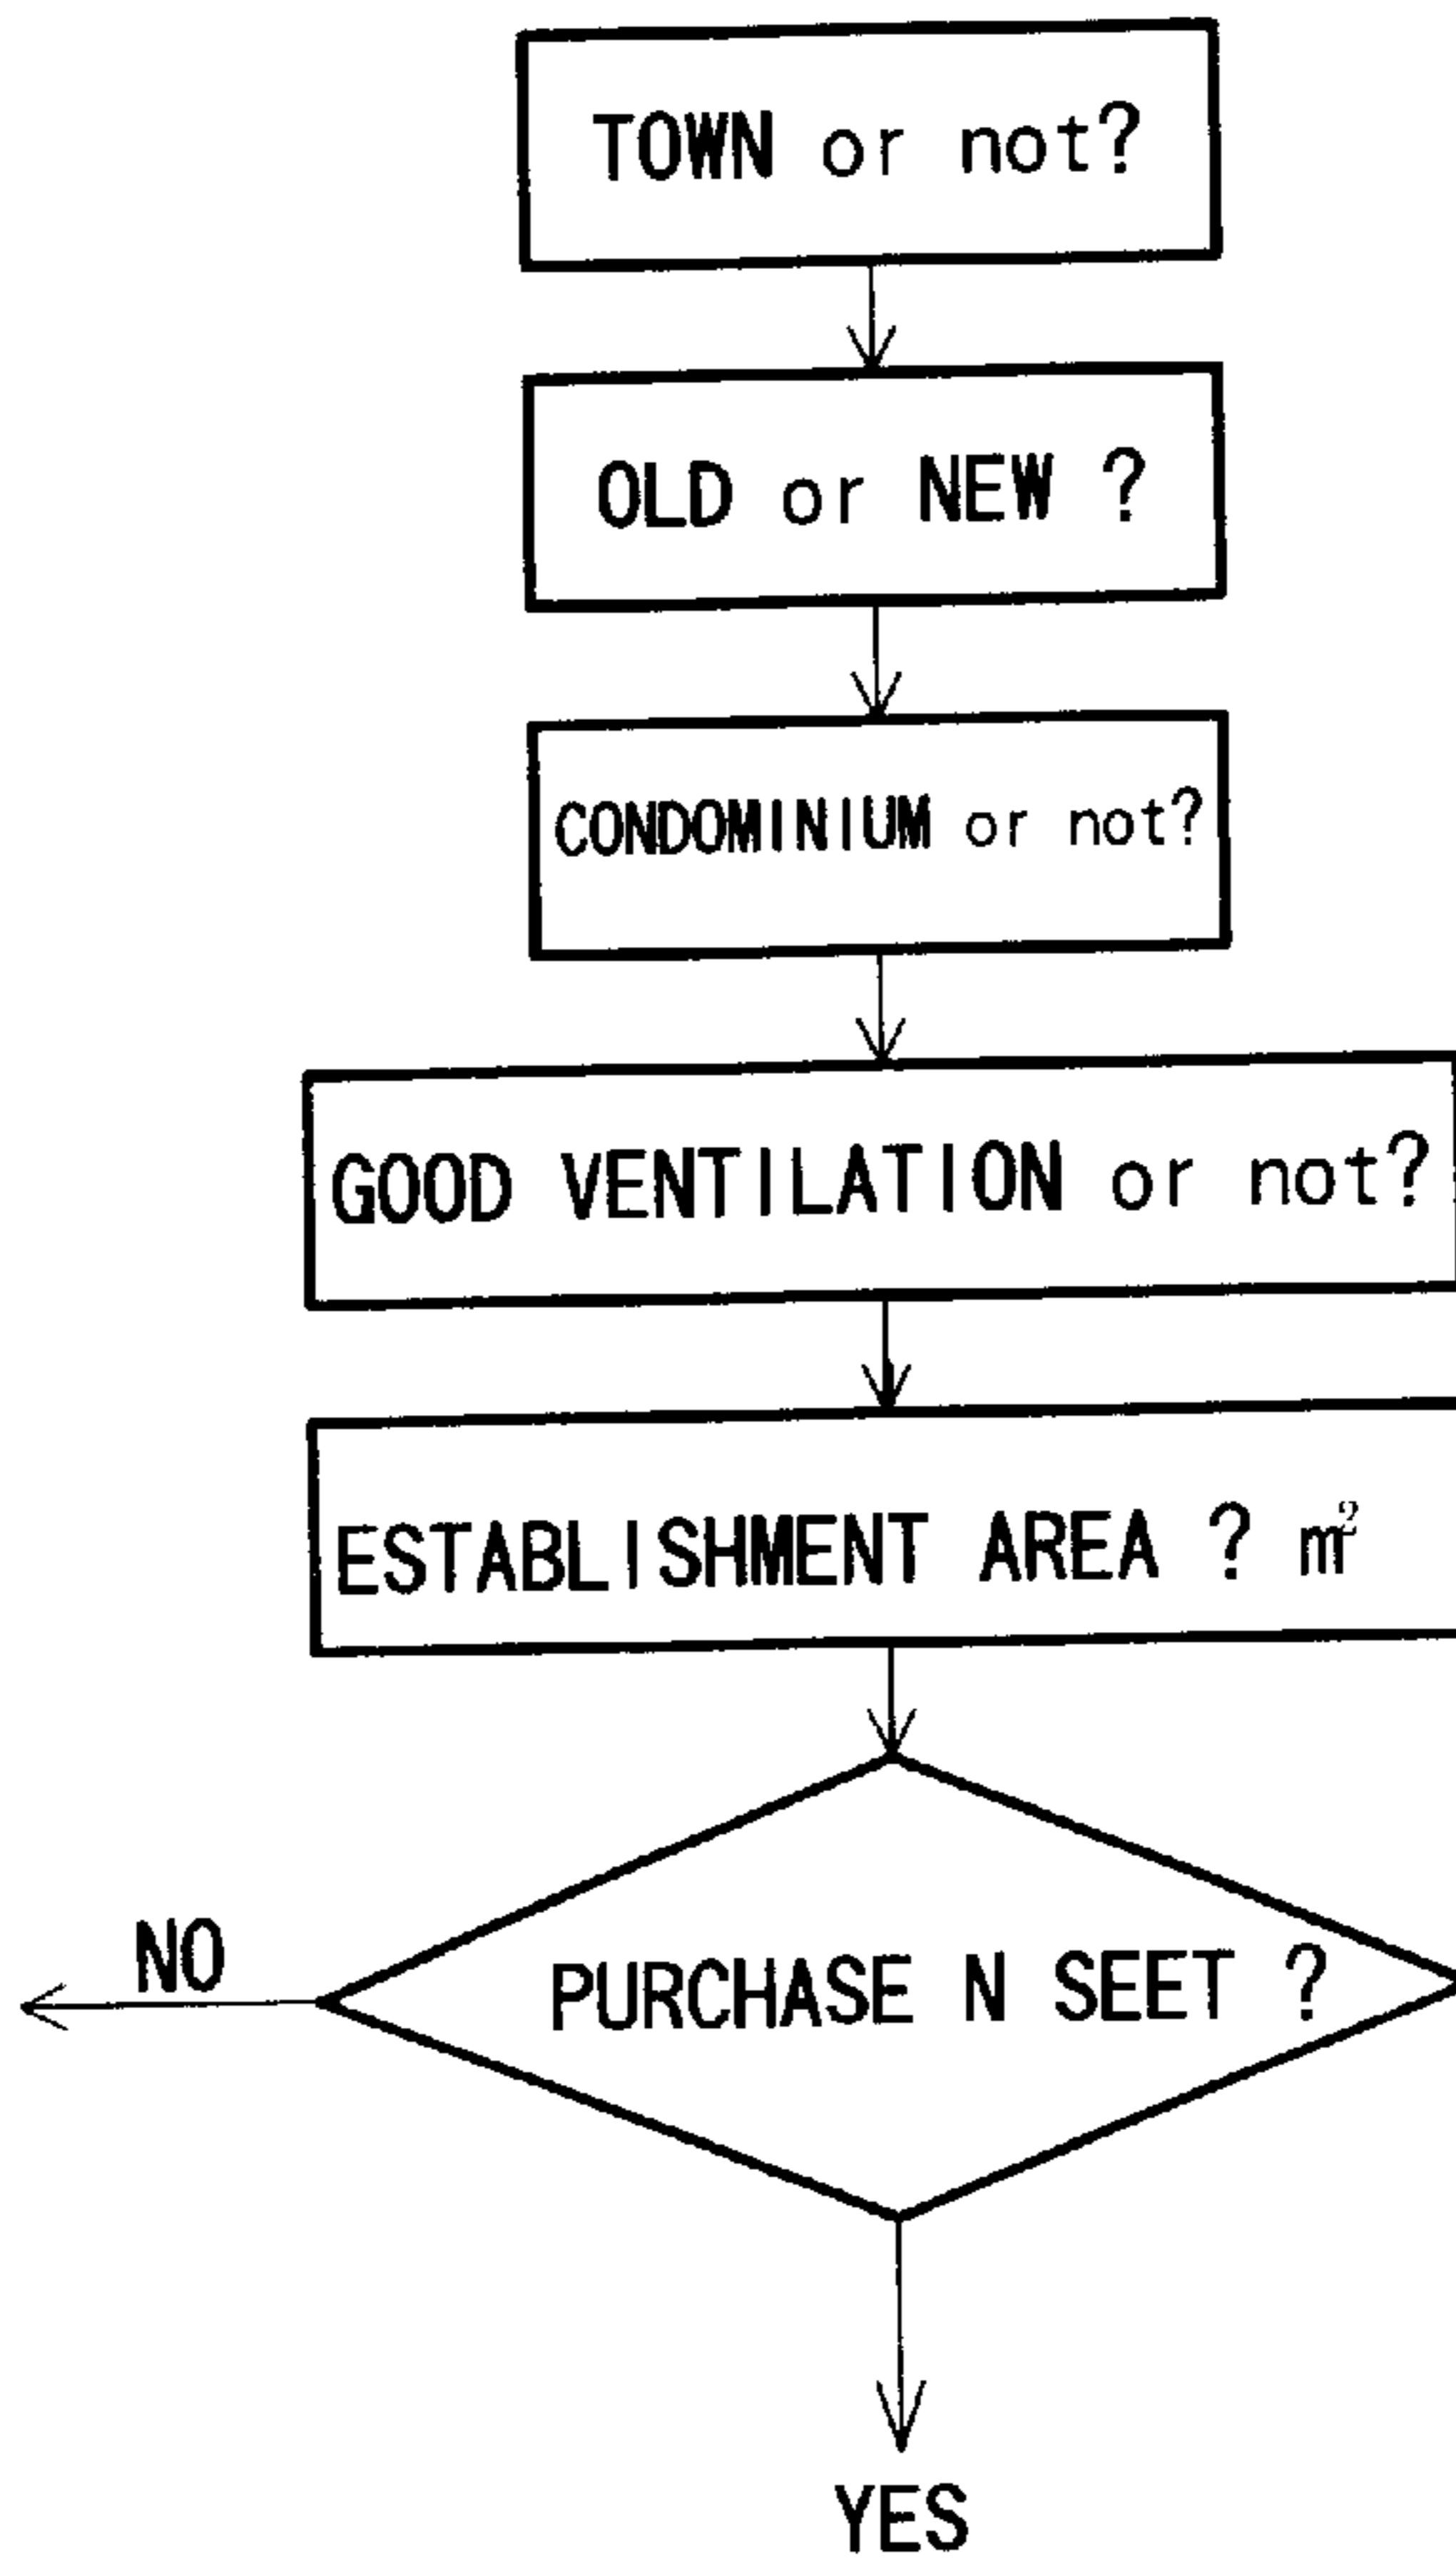 TOWN or not?
OLD or NEW ?
CONDOMINIUM or not?
GOOD VENTILATION or not?
ESTABLISHMENT AREA ? m²
NO
PURCHASE N SEET ?
YES